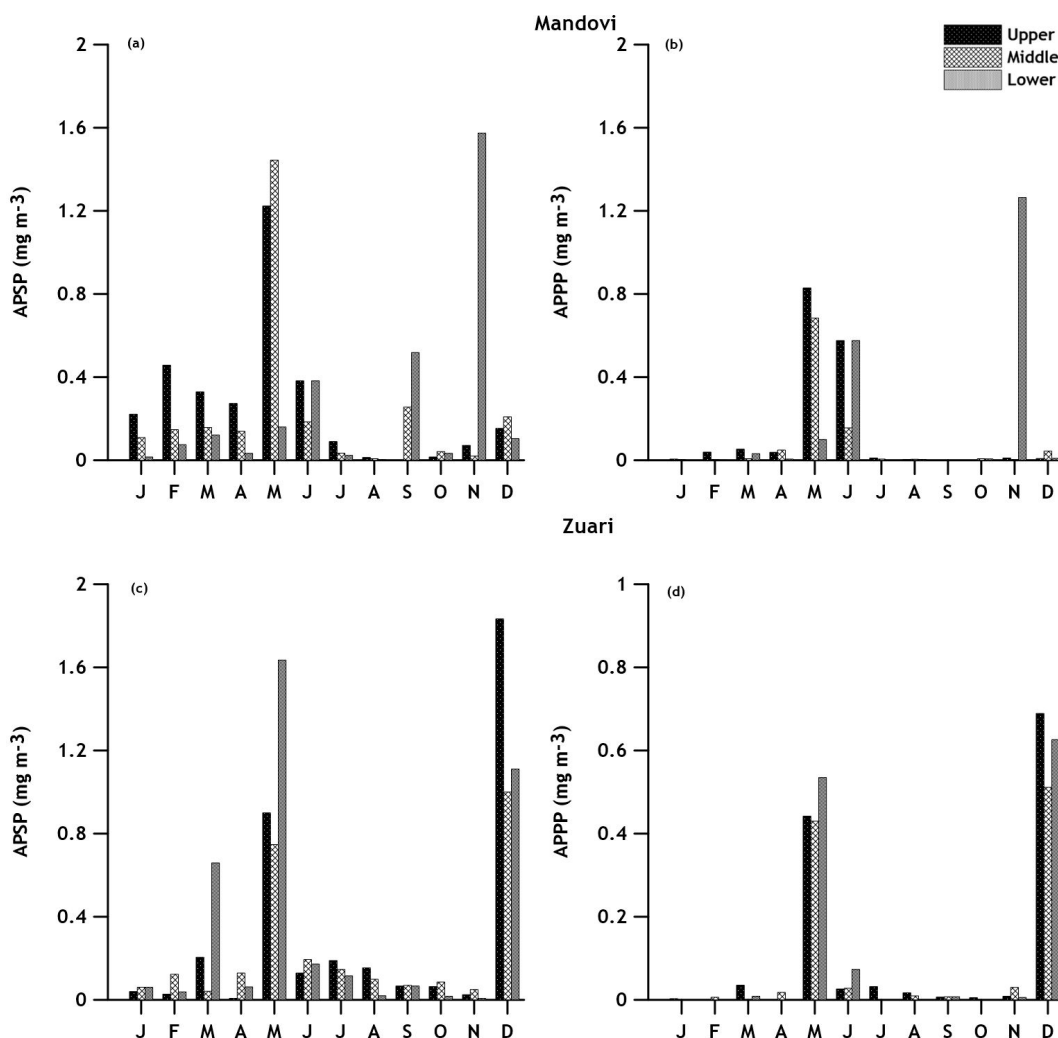 Mandovi
(a)
2
1.6
1.2
0.8
0.4
0
APSP (mg m-3)
J F M A M J J A S O N D
(b)
2
1.6
1.2
0.8
0.4
0
APPP (mg m-3)
J F M A M J J A S O N D
Upper
Middle
Lower
Zuari
(c)
2
1.6
1.2
0.8
0.4
0
APSP (mg m-3)
J F M A M J J A S O N D
(d)
1
0.8
0.6
0.4
0.2
0
APPP (mg m-3)
J F M A M J J A S O N D